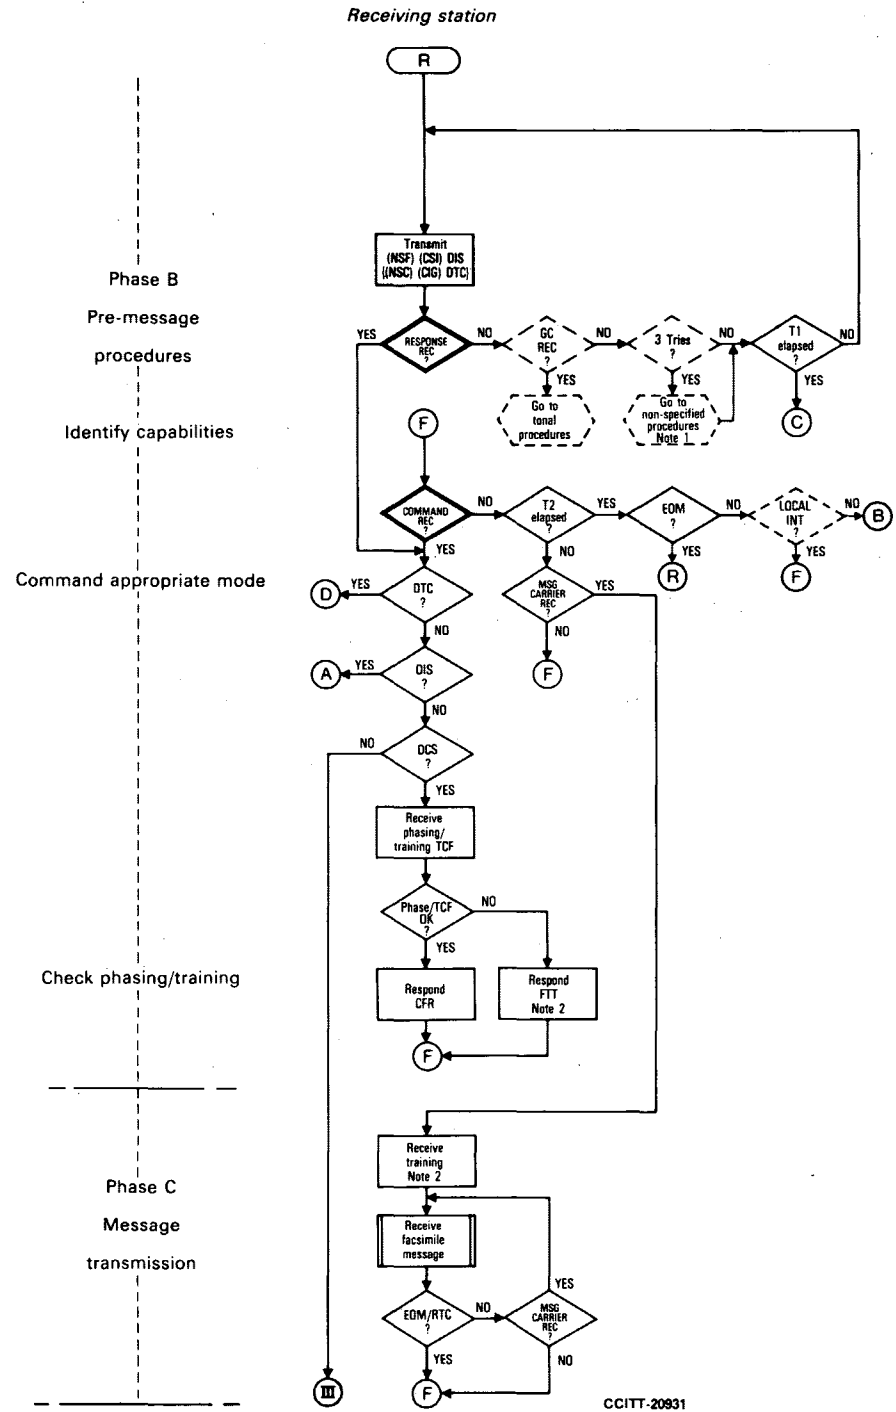 Receiving station
R
Transmit
(NSF) (CSI) DIS
((NSC) (CIG) DTC)
Phase B
Pre-message
procedures
YES
RESPONSE
REC
?
NO
GC
REC
?
NO
3 Tries
?
NO
T1
elapsed
?
NO
YES
YES
YES
Go to
tonal
procedures
Go to
non-specified
procedures
Note 1
C
Identify capabilities
F
COMMAND
REC
?
NO
T2
elapsed
?
YES
EOM
?
NO
LOCAL
INT
?
NO
B
YES
NO
YES
YES
R
F
Command appropriate mode
D
YES
DTC
?
MSG
CARRIER
REC
?
YES
NO
NO
F
A
YES
DIS
?
NO
NO
DCS
?
YES
Receive
phasing/
training TCF
Phase/TCF
OK
?
NO
YES
Check phasing/training
Respond
CFR
Respond
FTT
Note 2
F
Receive
training
Note 2
Phase C
Message
transmission
Receive
facsimile
message
YES
EOM/RTC
?
NO
MSG
CARRIER
REC
?
YES
NO
III
F
CCITT-20931